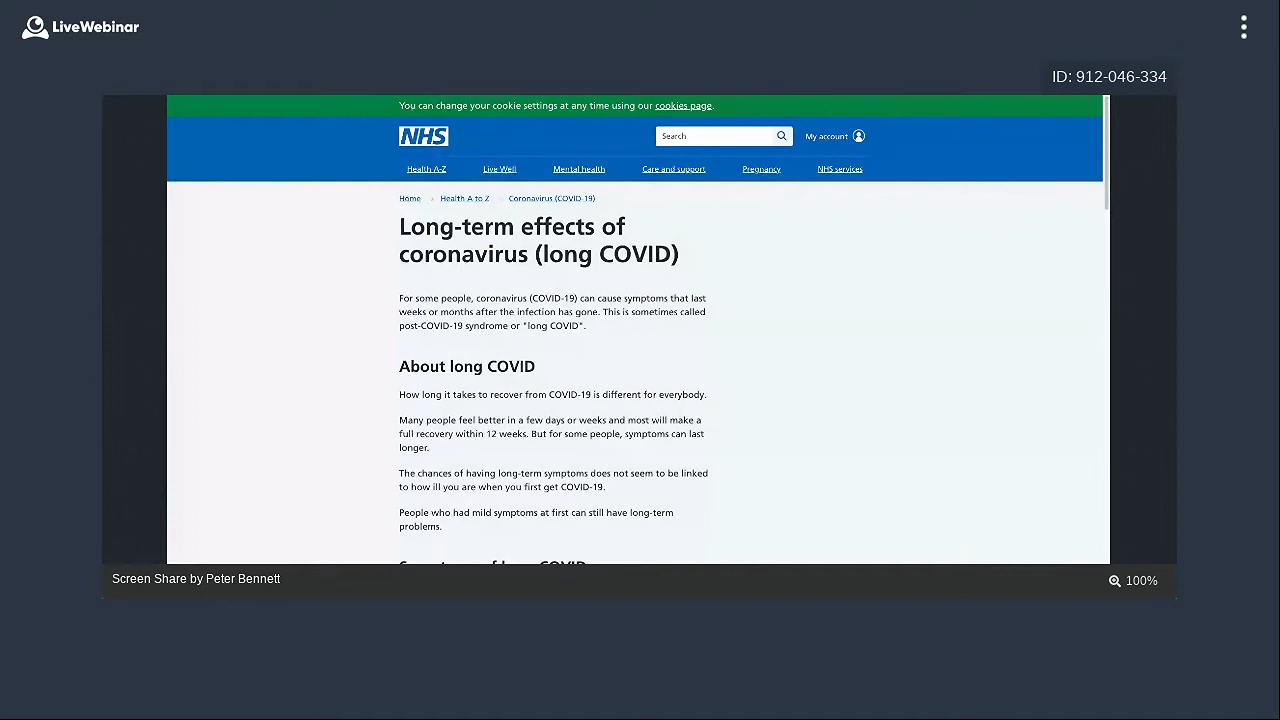 LiveWebinar
ID: 912-046-334
You can change your cookie settings at any time using our cookies page.
NHS
Search
My account
Health A-Z
Live Well
Mental health
Care and support
Pregnancy
NHS services
Home
Health A to Z
Coronavirus (COVID-19)
Long-term effects of
coronavirus (long COVID)
For some people, coronavirus (COVID-19) can cause symptoms that last
weeks or months after the infection has gone. This is sometimes called
post-COVID-19 syndrome or "long COVID".
About long COVID
How long it takes to recover from COVID-19 is different for everybody.
Many people feel better in a few days or weeks and most will make a
full recovery within 12 weeks. But for some people, symptoms can last
longer.
The chances of having long-term symptoms does not seem to be linked
to how ill you are when you first get COVID-19.
People who had mild symptoms at first can still have long-term
problems.
Screen Share by Peter Bennett
100%